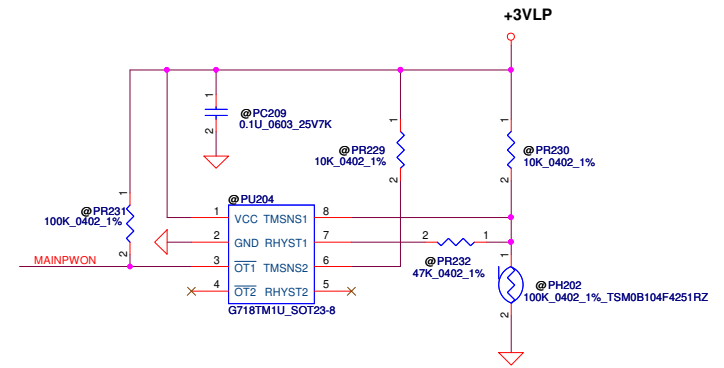 +3VLP
1
@PC209
0.1U_0603_25V7K
2
1
@PR229
10K_0402_1%
2
1
@PR230
10K_0402_1%
2
1
@PR231
100K_0402_1%
2
MAINPWON
@PU204
1 VCC TMSNS1 8
2 GND RHYST1 7
3 OT1 TMSNS2 6
4 OT2 RHYST2 5
G718TM1U_SOT23-8
2 1
@PR232
47K_0402_1%
1
@PH202
100K_0402_1%_TSM0B104F4251RZ
2